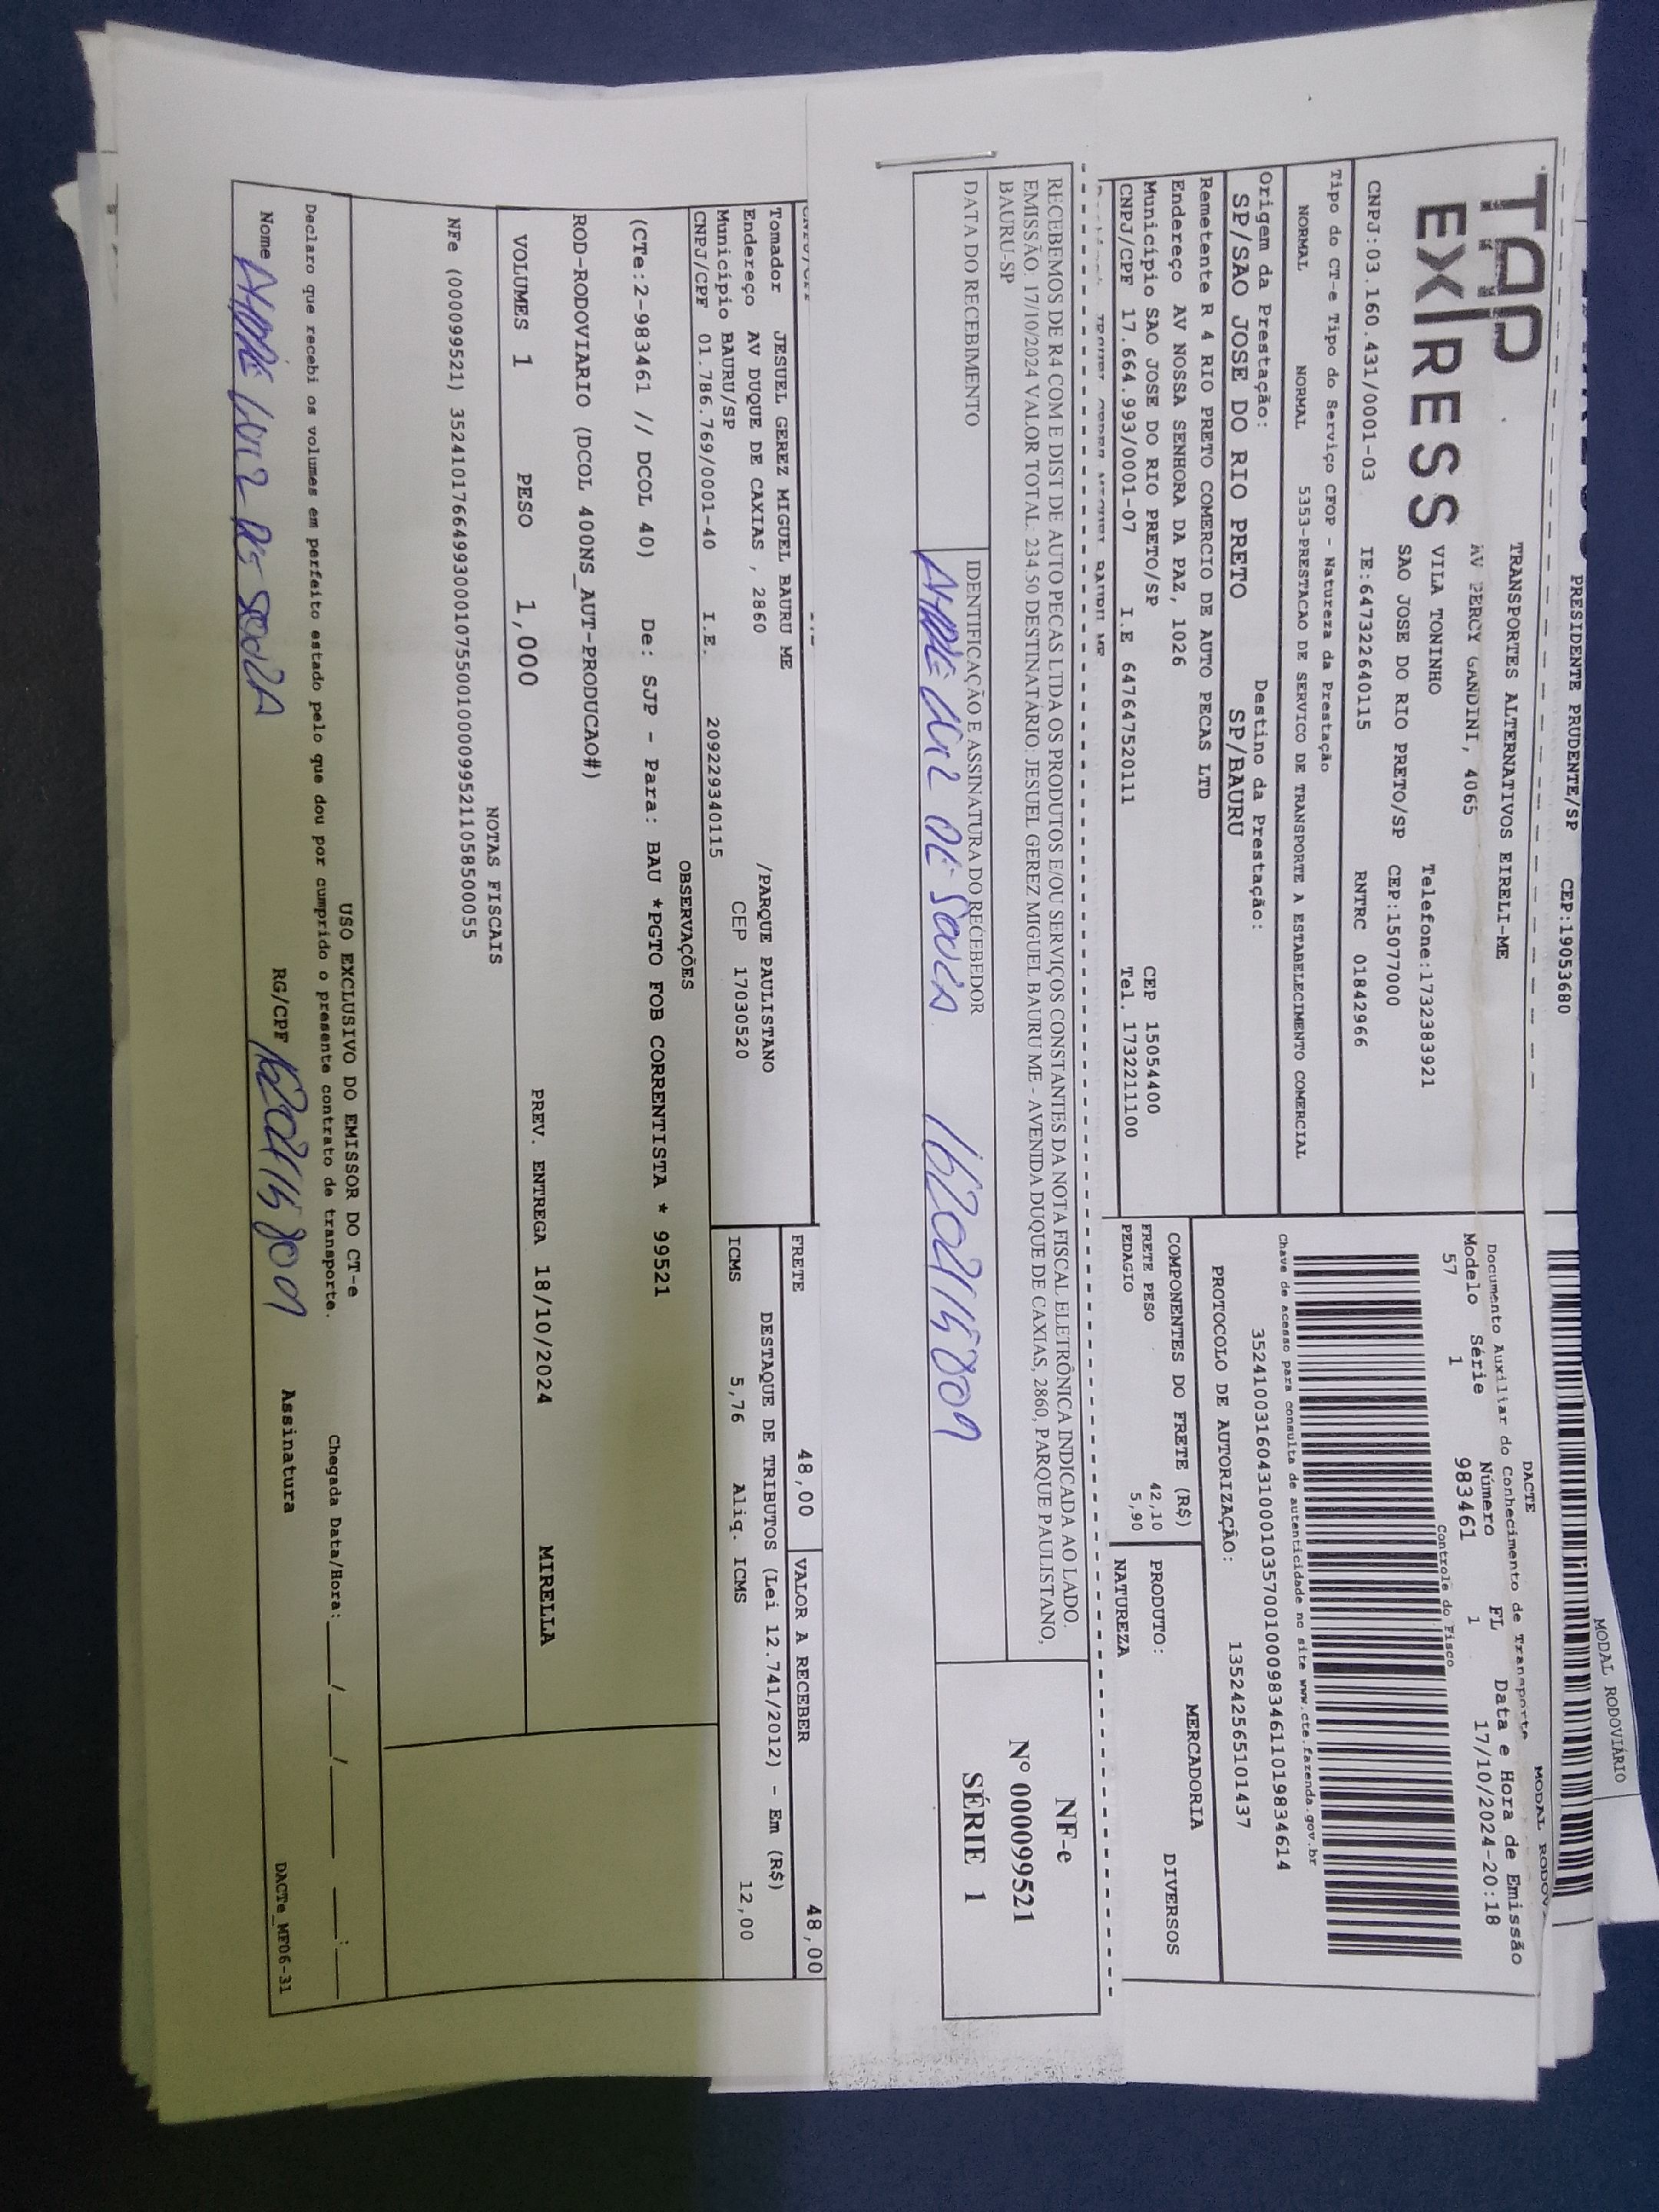 PRESIDENTE PRUDENTE/SP CEP:19053680
MODAL RODOVIÁRIO
TAP
EXPRESS
TRANSPORTES ALTERNATIVOS EIRELI-ME
AV PERCY GANDINI, 4065
VILA TONINHO Telefone:1732383921
SAO JOSE DO RIO PRETO/SP CEP:15077000
CNPJ:03.160.431/0001-03 IE:647322640115 RNTRC 01842966
DACTE
Documento Auxiliar do Conhecimento de Transporte
Modelo Série Número FL Data e Hora de Emissão
57 1 983461 1 17/10/2024-20:18
Controle do Fisco
Tipo do CT-e Tipo do Serviço CFOP - Natureza da Prestação
NORMAL NORMAL 5353-PRESTACAO DE SERVICO DE TRANSPORTE A ESTABELECIMENTO COMERCIAL
Chave de acesso para consulta de autenticidade no site www.cte.fazenda.gov.br
35241003160431000103570010009834611019834614
Origem da Prestação: Destino da Prestação:
SP/SAO JOSE DO RIO PRETO SP/BAURU
PROTOCOLO DE AUTORIZAÇÃO: 135242565101437
Remetente R 4 RIO PRETO COMERCIO DE AUTO PECAS LTD
Endereço AV NOSSA SENHORA DA PAZ, 1026
Município SAO JOSE DO RIO PRETO/SP CEP 15054400
CNPJ/CPF 17.664.993/0001-07 I.E 647647520111 Tel. 1732211100
COMPONENTES DO FRETE (R$)
FRETE PESO 42,10
PEDAGIO 5,90
MERCADORIA
PRODUTO: DIVERSOS
NATUREZA
RECEBEMOS DE R4 COM E DIST DE AUTO PECAS LTDA OS PRODUTOS E/OU SERVIÇOS CONSTANTES DA NOTA FISCAL ELETRÔNICA INDICADA AO LADO.
EMISSÃO: 17/10/2024 VALOR TOTAL: 234.50 DESTINATÁRIO: JESUEL GEREZ MIGUEL BAURU ME - AVENIDA DUQUE DE CAXIAS, 2860, PARQUE PAULISTANO,
BAURU-SP
DATA DO RECEBIMENTO IDENTIFICAÇÃO E ASSINATURA DO RECEBEDOR
NF-e
Nº 000099521
SÉRIE 1
Tomador JESUEL GEREZ MIGUEL BAURU ME
Endereço AV DUQUE DE CAXIAS , 2860 /PARQUE PAULISTANO
Município BAURU/SP CEP 17030520
CNPJ/CPF 01.786.769/0001-40 I.E. 209229340115
FRETE 48,00 VALOR A RECEBER 48,00
DESTAQUE DE TRIBUTOS (Lei 12.741/2012) - Em (R$)
ICMS 5,76 Aliq. ICMS 12,00
OBSERVAÇÕES
(CTe:2-983461 // DCOL 40) De: SJP - Para: BAU *PGTO FOB CORRENTISTA * 99521
ROD-RODOVIARIO (DCOL 400NS_AUT-PRODUCAO#)
VOLUMES 1 PESO 1,000 PREV. ENTREGA 18/10/2024 MIRELLA
NOTAS FISCAIS
NFe (000099521) 35241017664993000107550010000995211058500055
USO EXCLUSIVO DO EMISSOR DO CT-e
Declaro que recebi os volumes em perfeito estado pelo que dou por cumprido o presente contrato de transporte. Chegada Data/Hora:___/___/_____ ___:___
Nome RG/CPF Assinatura
DACTe_MF06-31